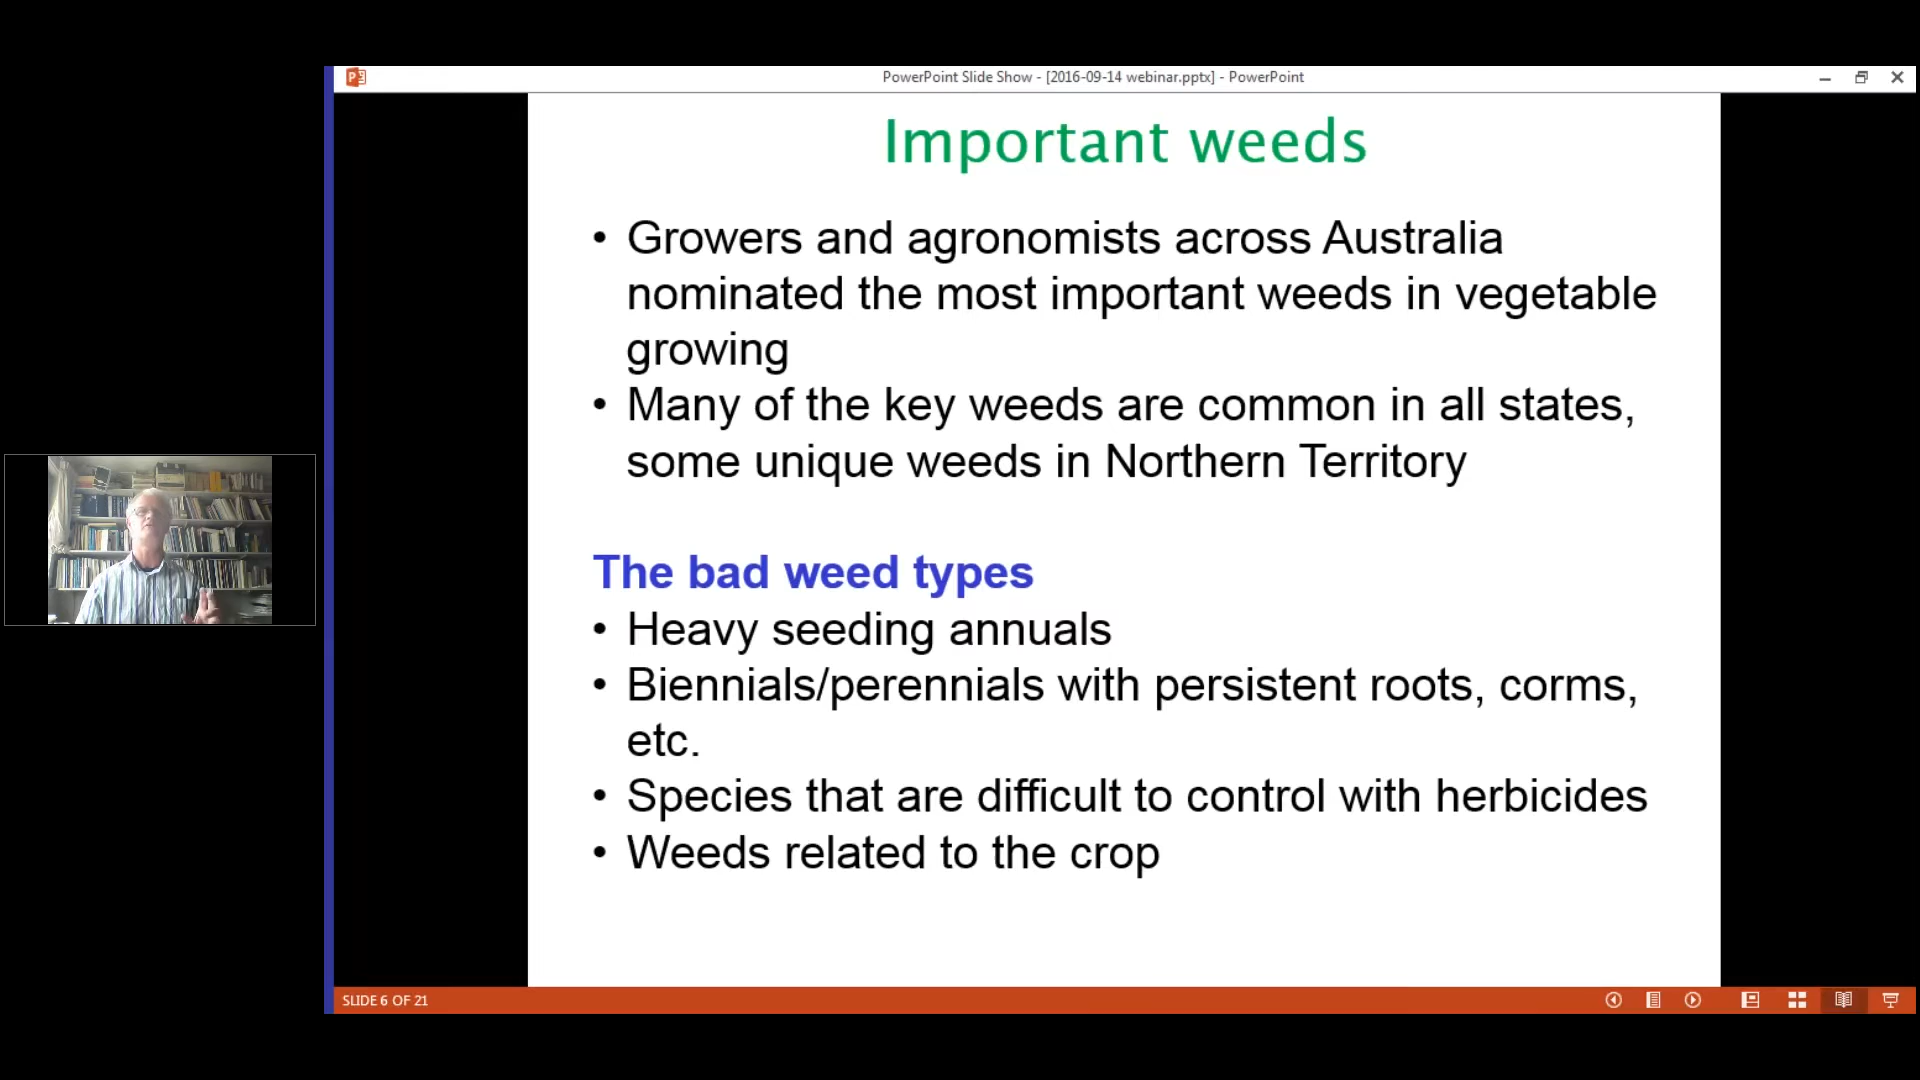 PowerPoint Slide Show - [2016-09-14 webinar.pptx] - PowerPoint
Important weeds
• Growers and agronomists across Australia
nominated the most important weeds in vegetable
growing
• Many of the key weeds are common in all states,
some unique weeds in Northern Territory
The bad weed types
• Heavy seeding annuals
• Biennials/perennials with persistent roots, corms,
etc.
• Species that are difficult to control with herbicides
• Weeds related to the crop
SLIDE 6 OF 21